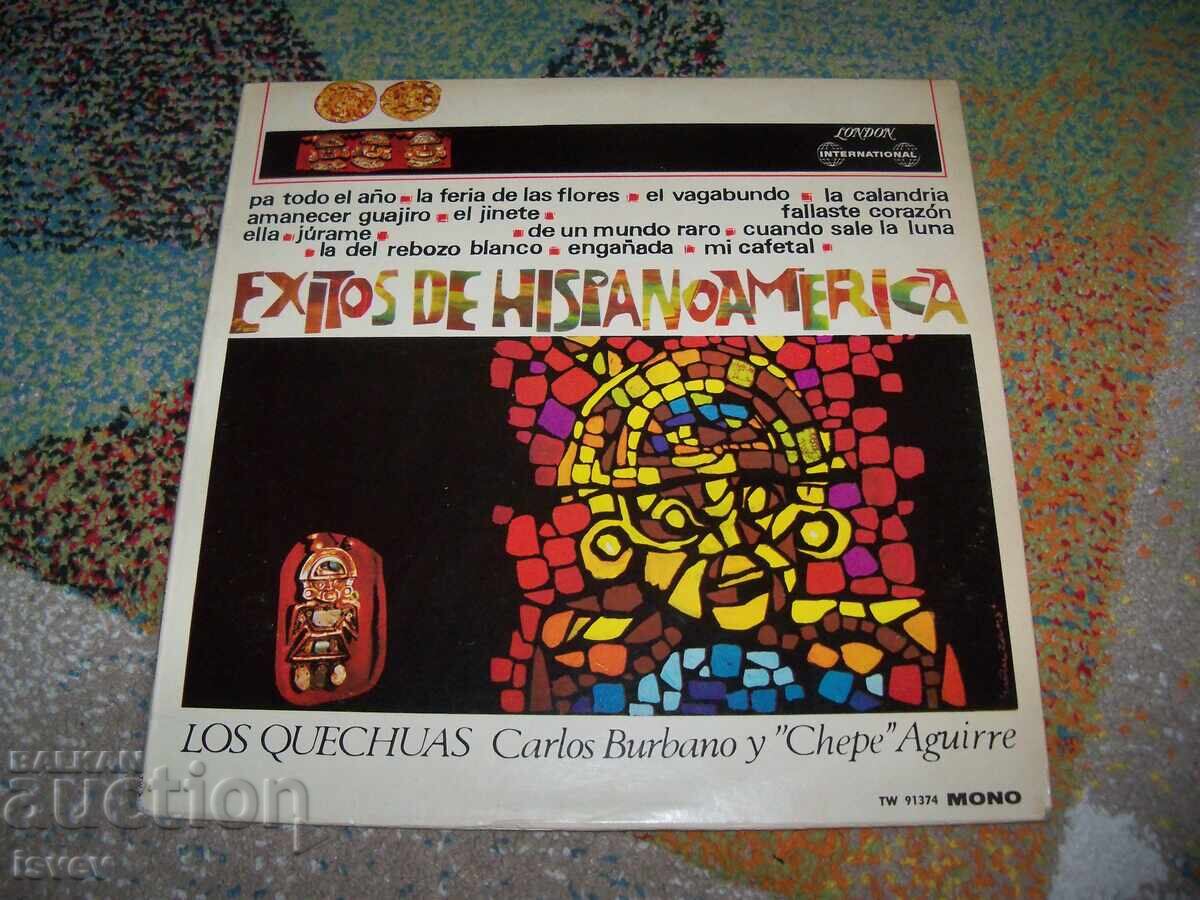 LONDON
INTERNATIONAL
pa todo el año ▪ la feria de las flores ▪ el vagabundo ▪ la calandria
amanecer guajiro ▪ el jinete ▪ fallaste corazón
ella ▪ júrame ▪ de un mundo raro ▪ cuando sale la luna
▪ la del rebozo blanco ▪ engañada ▪ mi cafetal ▪
EXITOS DE HISPANOAMERICA
LOS QUECHUAS Carlos Burbano y "Chepe" Aguirre
TW 91374 MONO
BALKAN
auction
isvev